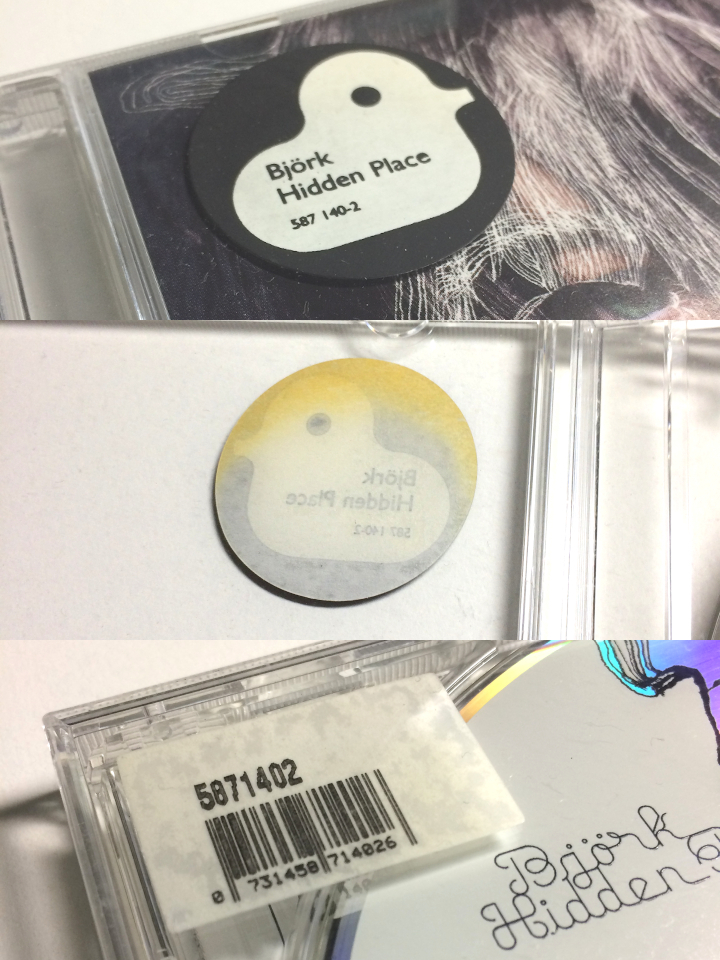 Björk
Hidden Place
587 140-2
Björk
Hidden Place
587 140-2
5871402
0 731458 714026
Björk
Hidden